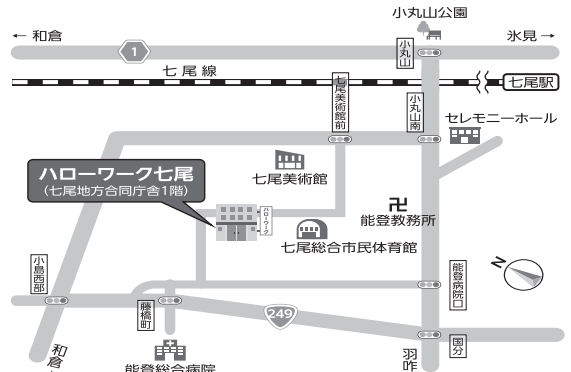 小丸山公園
← 和倉
氷見 →
1
小丸山
七尾線
七尾駅
七尾美術館前
小丸山南
セレモニーホール
ハローワーク七尾
(七尾地方合同庁舎1階)
七尾美術館
卍
能登教務所
ハローワーク
七尾総合市民体育館
N
小島西部
藤橋町
能登病院口
249
国分
和倉
羽咋
能登総合病院